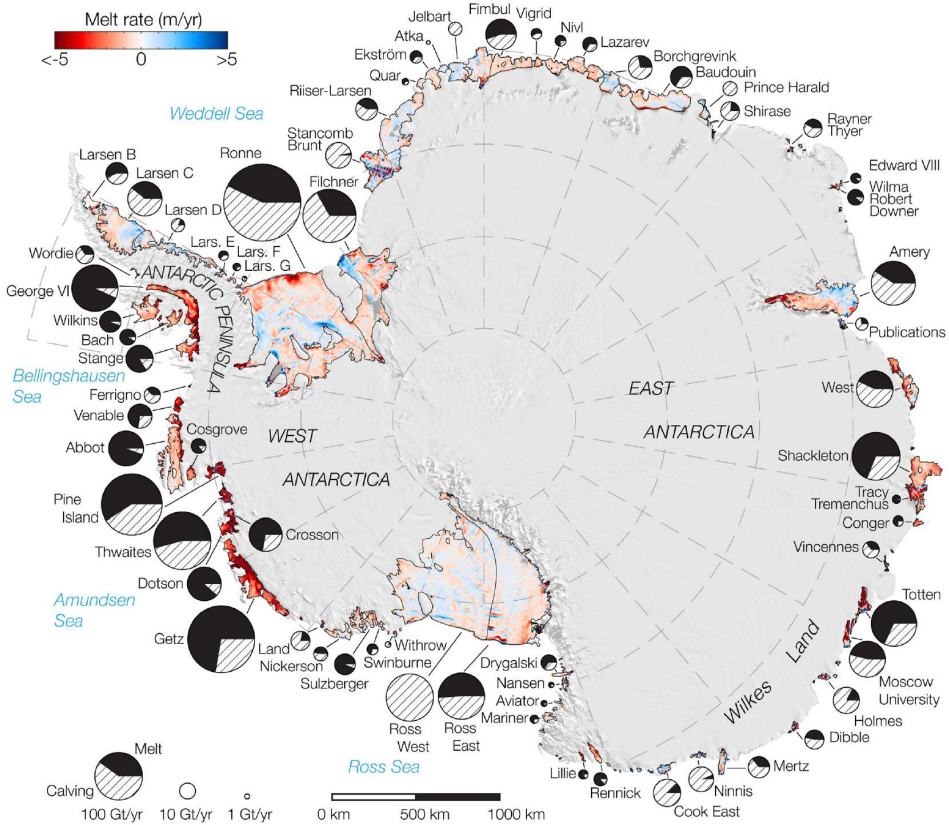 Melt rate (m/yr)
<-5
0
>5
Jelbart
Fimbul
Vigrid
Nivl
Lazarev
Atka
Ekström
Quar
Borchgrevink
Baudouin
Prince Harald
Shirase
Riiser-Larsen
Weddell Sea
Stancomb
Brunt
Rayner
Thyer
Larsen B
Larsen C
Ronne
Filchner
Edward VIII
Wilma
Robert
Downer
Larsen D
Lars. E
Lars. F
Lars. G
Wordie
Amery
ANTARCTIC PENINSULA
George VI
Wilkins
Bach
Stange
Publications
Bellingshausen
Sea
Ferrigno
Venable
EAST
ANTARCTICA
West
Abbot
Cosgrove
WEST
ANTARCTICA
Shackleton
Pine
Island
Tracy
Tremenchus
Conger
Thwaites
Crosson
Vincennes
Dotson
Amundsen
Sea
Totten
Getz
Land
Nickerson
Sulzberger
Withrow
Swinburne
Drygalski
Nansen
Aviator
Mariner
Wilkes Land
Moscow
University
Holmes
Dibble
Ross
West
Ross
East
Ross Sea
Lillie
Rennick
Cook East
Ninnis
Mertz
Melt
Calving
100 Gt/yr
10 Gt/yr
1 Gt/yr
0 km
500 km
1000 km